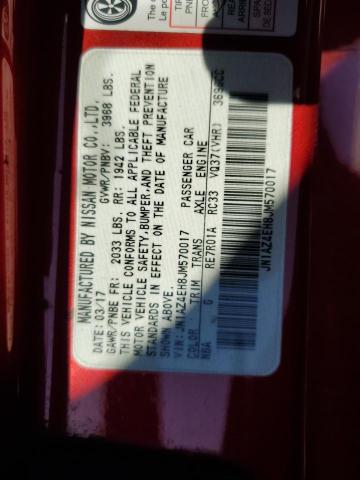 MANUFACTURED BY NISSAN MOTOR CO.,LTD.
DATE: 03/17 GVWR/PNBV: 3968 LBS.
GAWR/PNBE FR: 2033 LBS. RR: 1942 LBS.
THIS VEHICLE CONFORMS TO ALL APPLICABLE FEDERAL
MOTOR VEHICLE SAFETY,BUMPER,AND THEFT PREVENTION
STANDARDS IN EFFECT ON THE DATE OF MANUFACTURE
SHOWN ABOVE.
VIN: JN1AZ4EH8JM570017 PASSENGER CAR
COLOR TRIM TRANS AXLE ENGINE
NBA G RE7R01A RC33 VQ37(VHR) 3696CC
JN1AZ4EH8JM570017